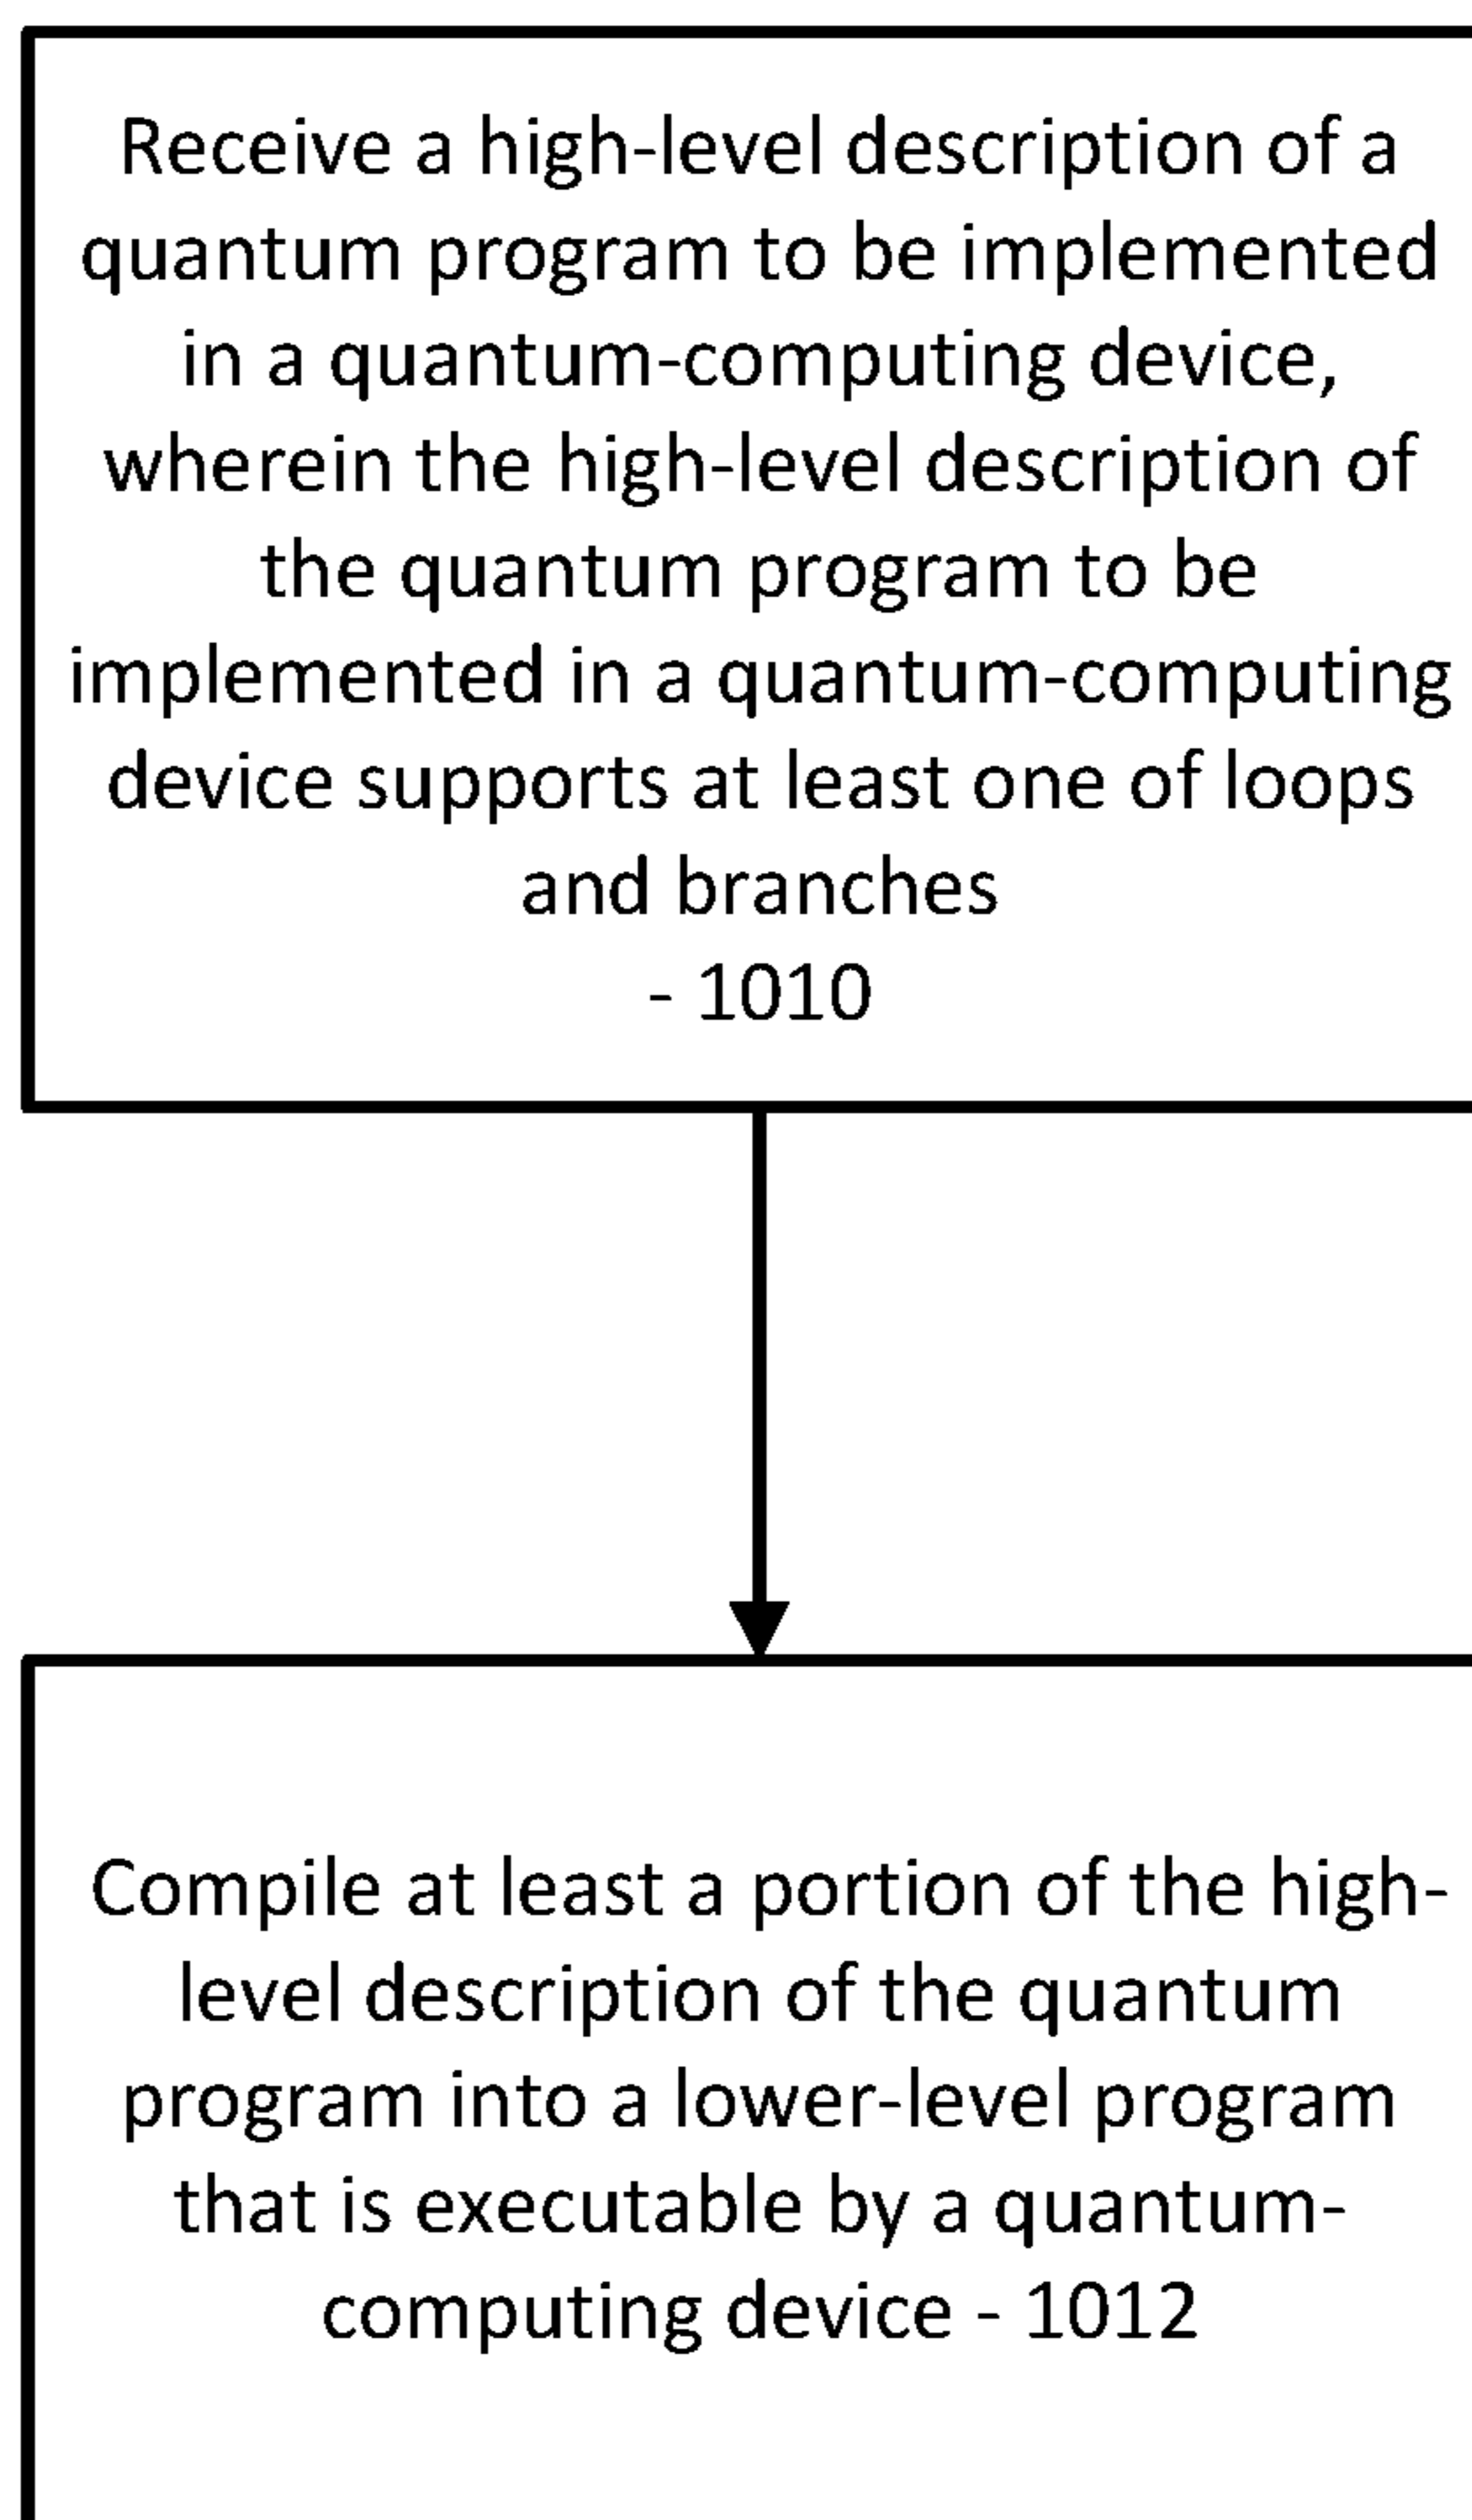 Receive a high-level description of a
quantum program to be implemented
in a quantum-computing device,
wherein the high-level description of
the quantum program to be
implemented in a quantum-computing
device supports at least one of loops
and branches
- 1010
Compile at least a portion of the high-
level description of the quantum
program into a lower-level program
that is executable by a quantum-
computing device - 1012